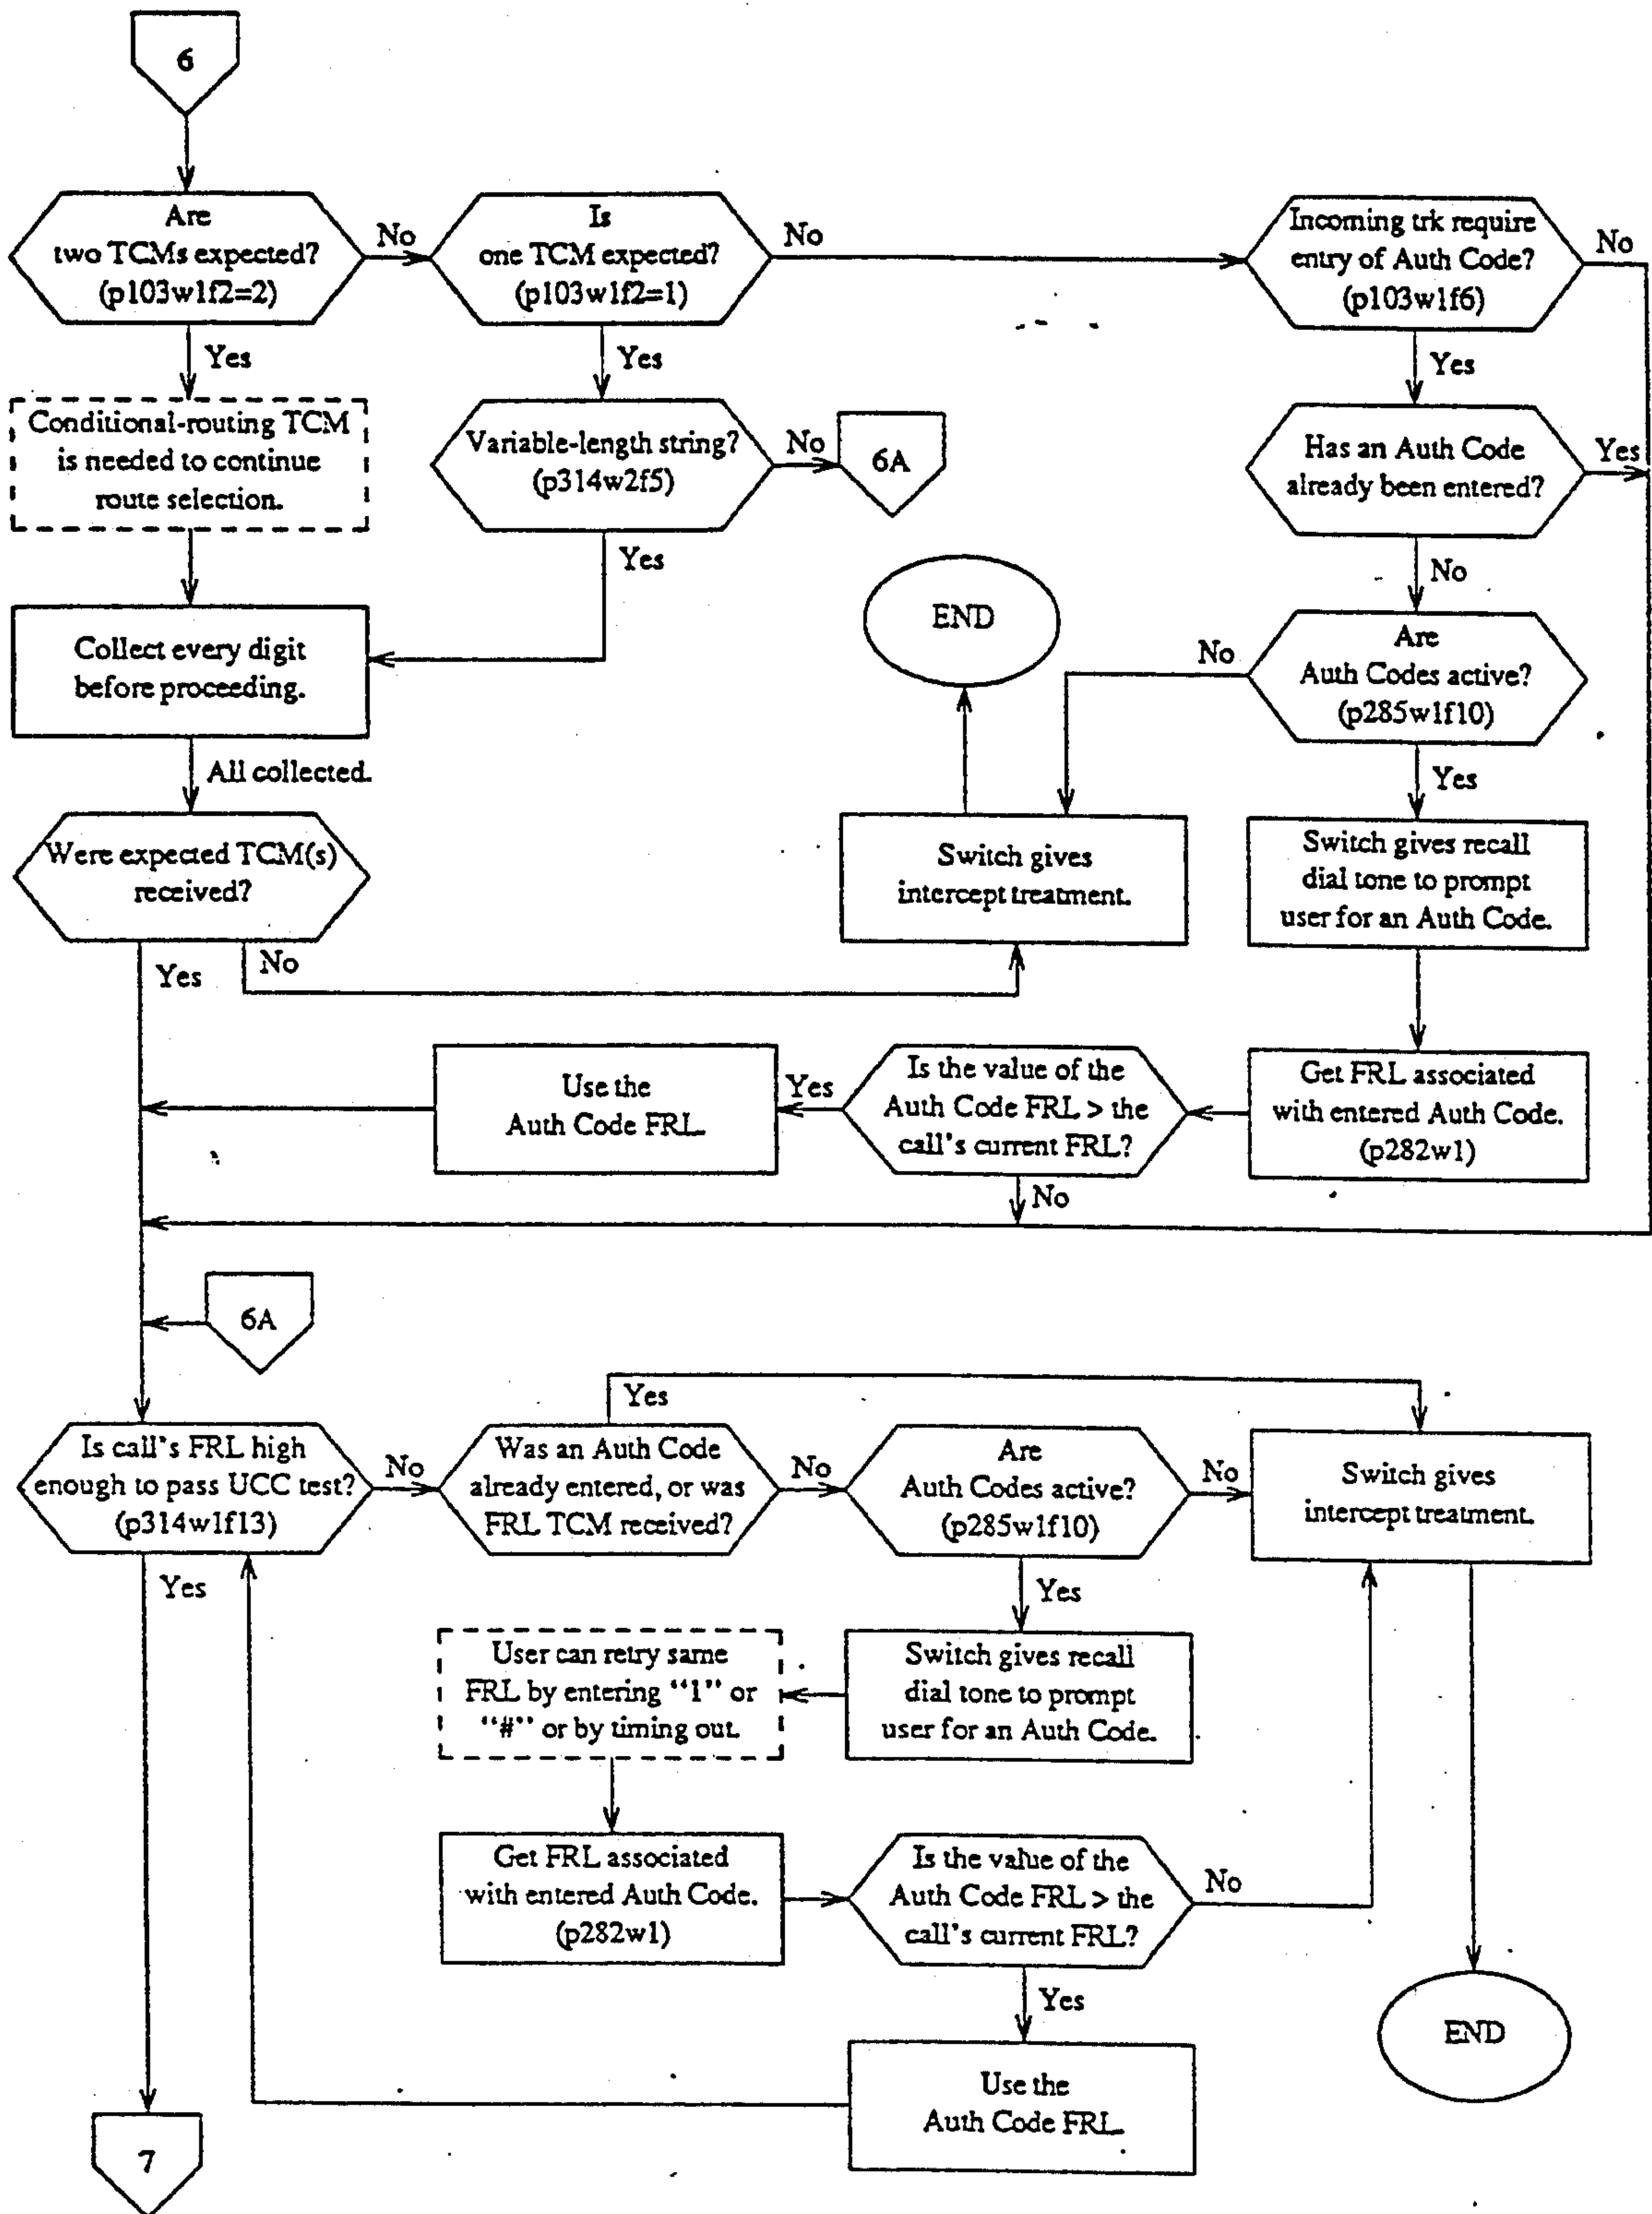 6
Are
two TCMs expected?
(p103w1f2=2)
No
Is
one TCM expected?
(p103w1f2=1)
No
Incoming trk require
entry of Auth Code?
(p103w1f6)
No
Yes
Yes
Yes
Conditional-routing TCM
is needed to continue
route selection.
Variable-length string?
(p314w2f5)
No
6A
Has an Auth Code
already been entered?
Yes
Yes
No
Collect every digit
before proceeding.
END
Are
Auth Codes active?
(p285w1f10)
No
All collected.
Yes
Were expected TCM(s)
received?
Switch gives
intercept treatment.
Switch gives recall
dial tone to prompt
user for an Auth Code.
Yes
No
Use the
Auth Code FRL.
Yes
Is the value of the
Auth Code FRL > the
call's current FRL?
Get FRL associated
with entered Auth Code.
(p282w1)
No
6A
Yes
Is call's FRL high
enough to pass UCC test?
(p314w1f13)
No
Was an Auth Code
already entered, or was
FRL TCM received?
No
Are
Auth Codes active?
(p285w1f10)
No
Switch gives
intercept treatment.
Yes
Yes
User can retry same
FRL by entering "1" or
"#" or by timing out.
Switch gives recall
dial tone to prompt
user for an Auth Code.
Get FRL associated
with entered Auth Code.
(p282w1)
Is the value of the
Auth Code FRL > the
call's current FRL?
No
Yes
END
Use the
Auth Code FRL.
7